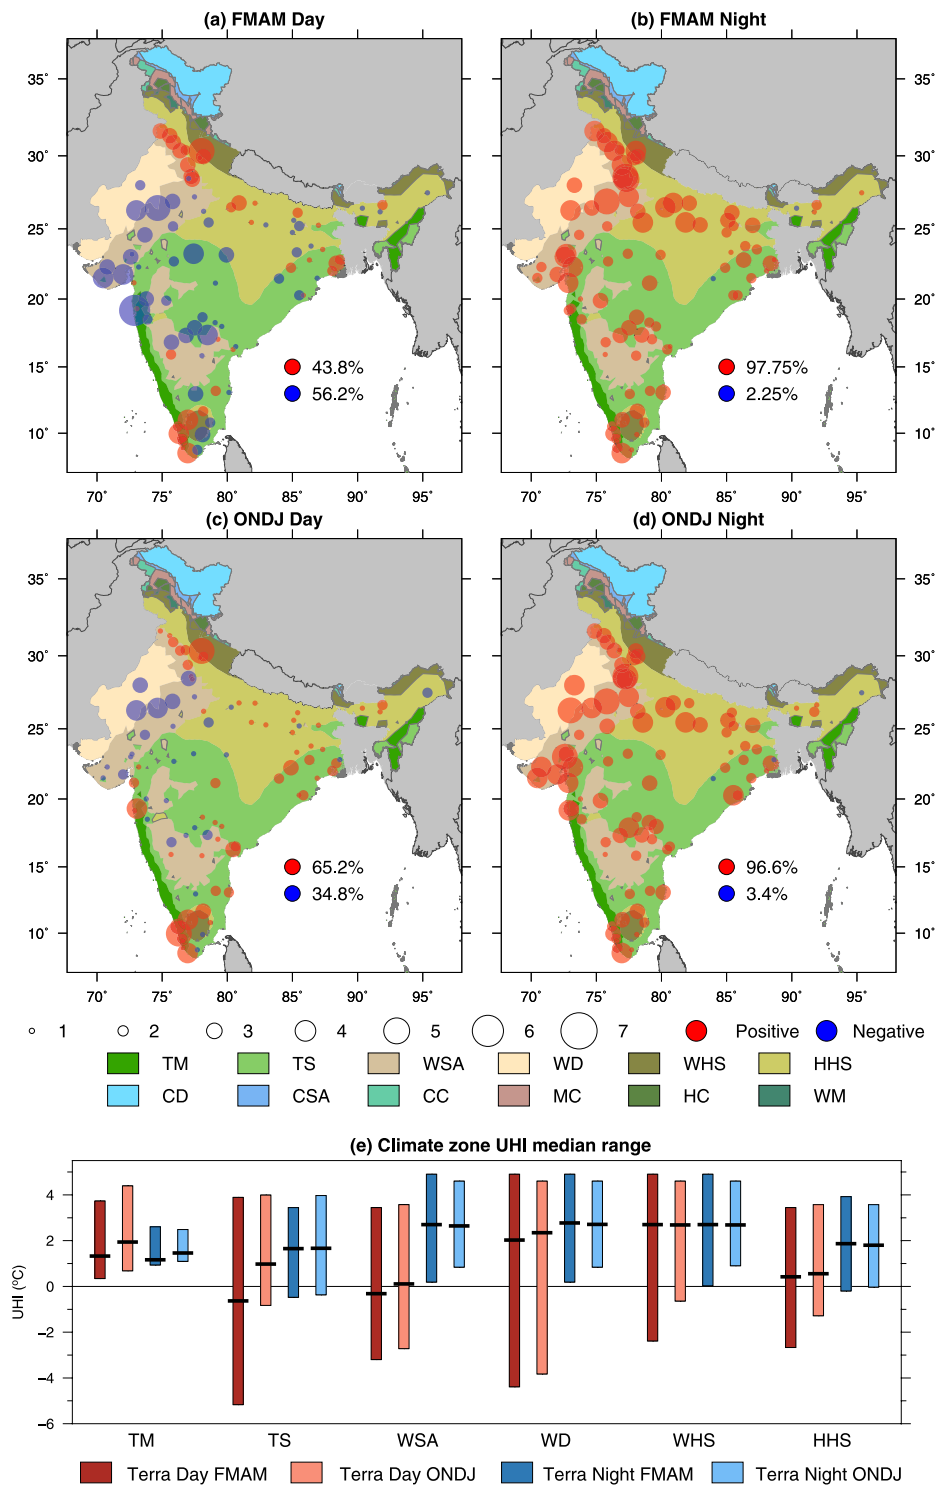 (a) FMAM Day
(b) FMAM Night
35° 35°
30° 30°
25° 25°
20° 20°
15° 43.8% 97.75% 15°
56.2% 2.25%
10° 10°
70° 75° 80° 85° 90° 95° 70° 75° 80° 85° 90° 95°
(c) ONDJ Day
(d) ONDJ Night
35° 35°
30° 30°
25° 25°
20° 20°
15° 65.2% 96.6% 15°
34.8% 3.4%
10° 10°
70° 75° 80° 85° 90° 95° 70° 75° 80° 85° 90° 95°
1 2 3 4 5 6 7 Positive Negative
TM TS WSA WD WHS HHS
CD CSA CC MC HC WM
(e) Climate zone UHI median range
UHI (°C)
4 4
2 2
0 0
−2 −2
−4 −4
−6 −6
TM TS WSA WD WHS HHS
Terra Day FMAM Terra Day ONDJ Terra Night FMAM Terra Night ONDJ